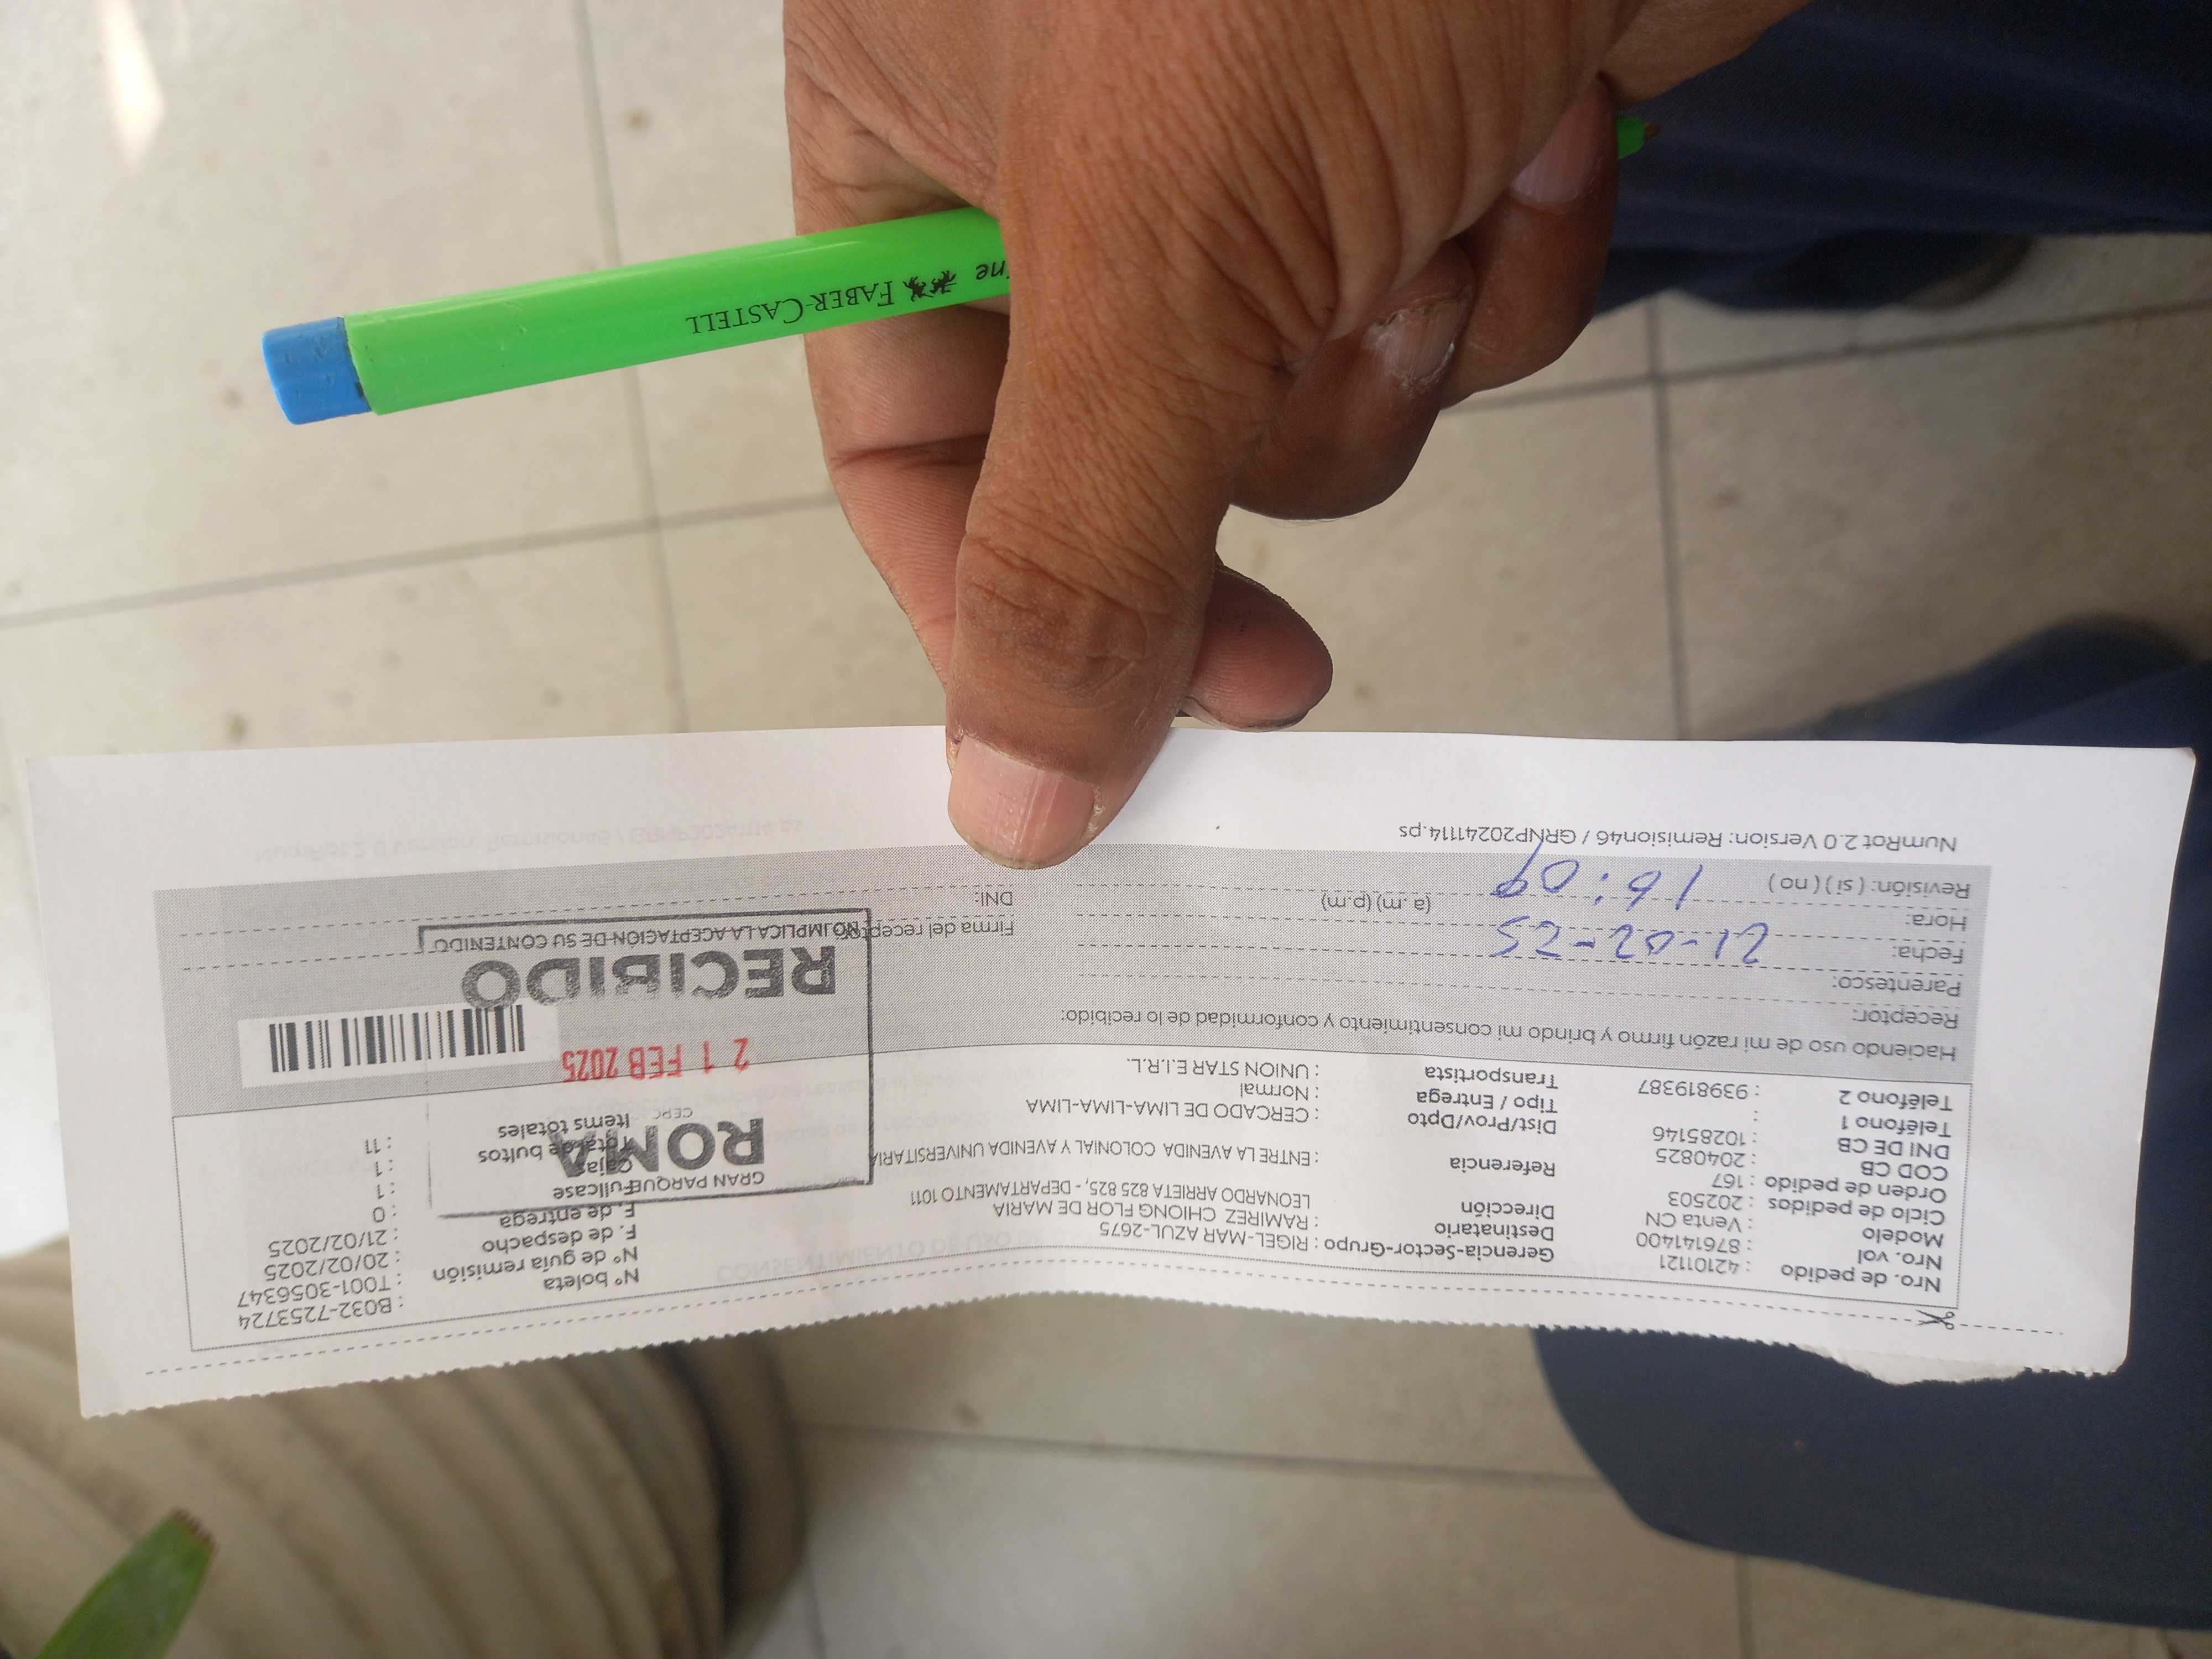 Nro. de pedido : 42101121
Nro. vol : 876141400
Modelo : Venta CN
Ciclo de pedidos : 202503
Orden de pedido : 167
COD CB : 2040825
DNI DE CB : 10285146
Teléfono 1 :
Teléfono 2 : 939819387
Gerencia-Sector-Grupo : RIGEL-MAR AZUL-2675
Destinatario : RAMIREZ CHIONG FLOR DE MARIA
Dirección LEONARDO ARRIETA 825 825, - DEPARTAMENTO 1011
Referencia : ENTRE LA AVENIDA COLONIAL Y AVENIDA UNIVERSITARIA
Dist/Prov/Dpto : CERCADO DE LIMA-LIMA-LIMA
Tipo / Entrega : Normal
Transportista : UNION STAR E.I.R.L.
N° boleta : B032-7253724
N° de guía remisión : T001-3056347
F. de despacho : 20/02/2025
F. de entrega : 21/02/2025
Fullcase : 0
Cajas : 1
Total de bultos : 1
Items totales : 11
GRAN PARQUE
ROMA
21 FEB 2025
RECIBIDO
NO IMPLICA LA ACEPTACIÓN DE SU CONTENIDO
Haciendo uso de mi razón firmo y brindo mi consentimiento y conformidad de lo recibido:
Receptor:
Parentesco:
Fecha: 21-02-25
Hora: 16:09 (a.m) (p.m)
Revisión: ( si ) ( no )
Firma del receptor
DNI:
NumRot 2.0 Version: Remision46 / GRNP20241114.ps
FABER-CASTELL
ne